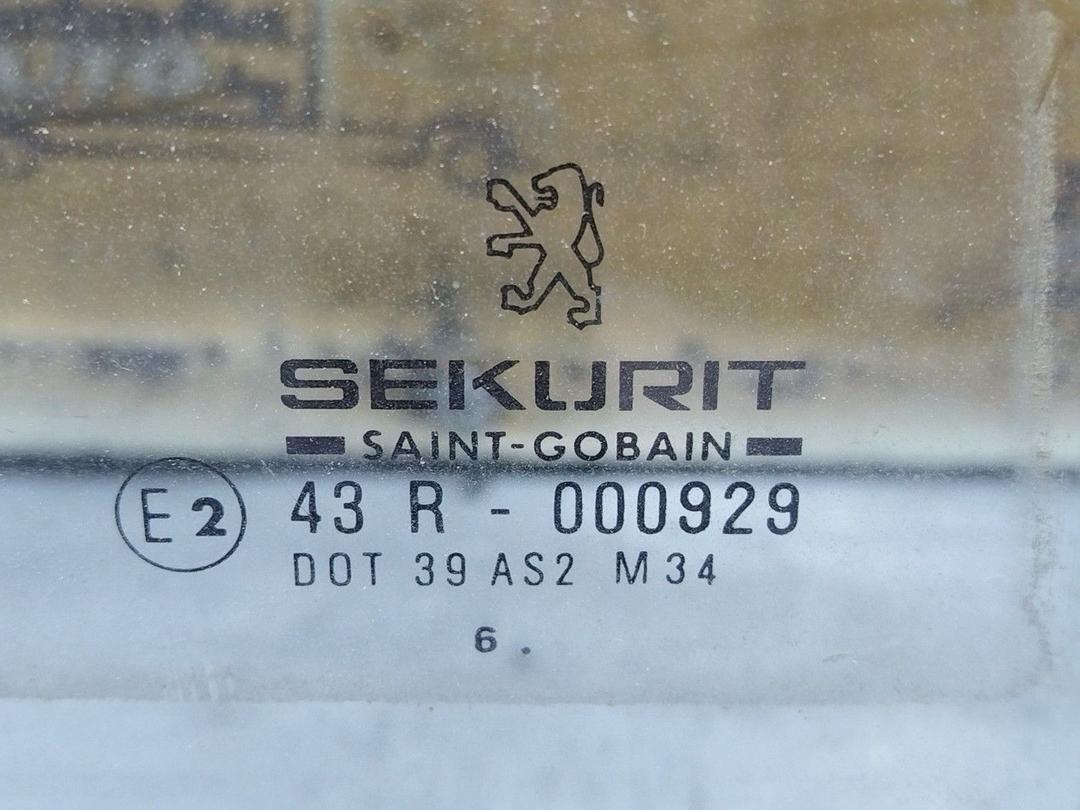 SEKURIT
SAINT-GOBAIN
E2 43 R - 000929
DOT 39 AS2 M34
6 .